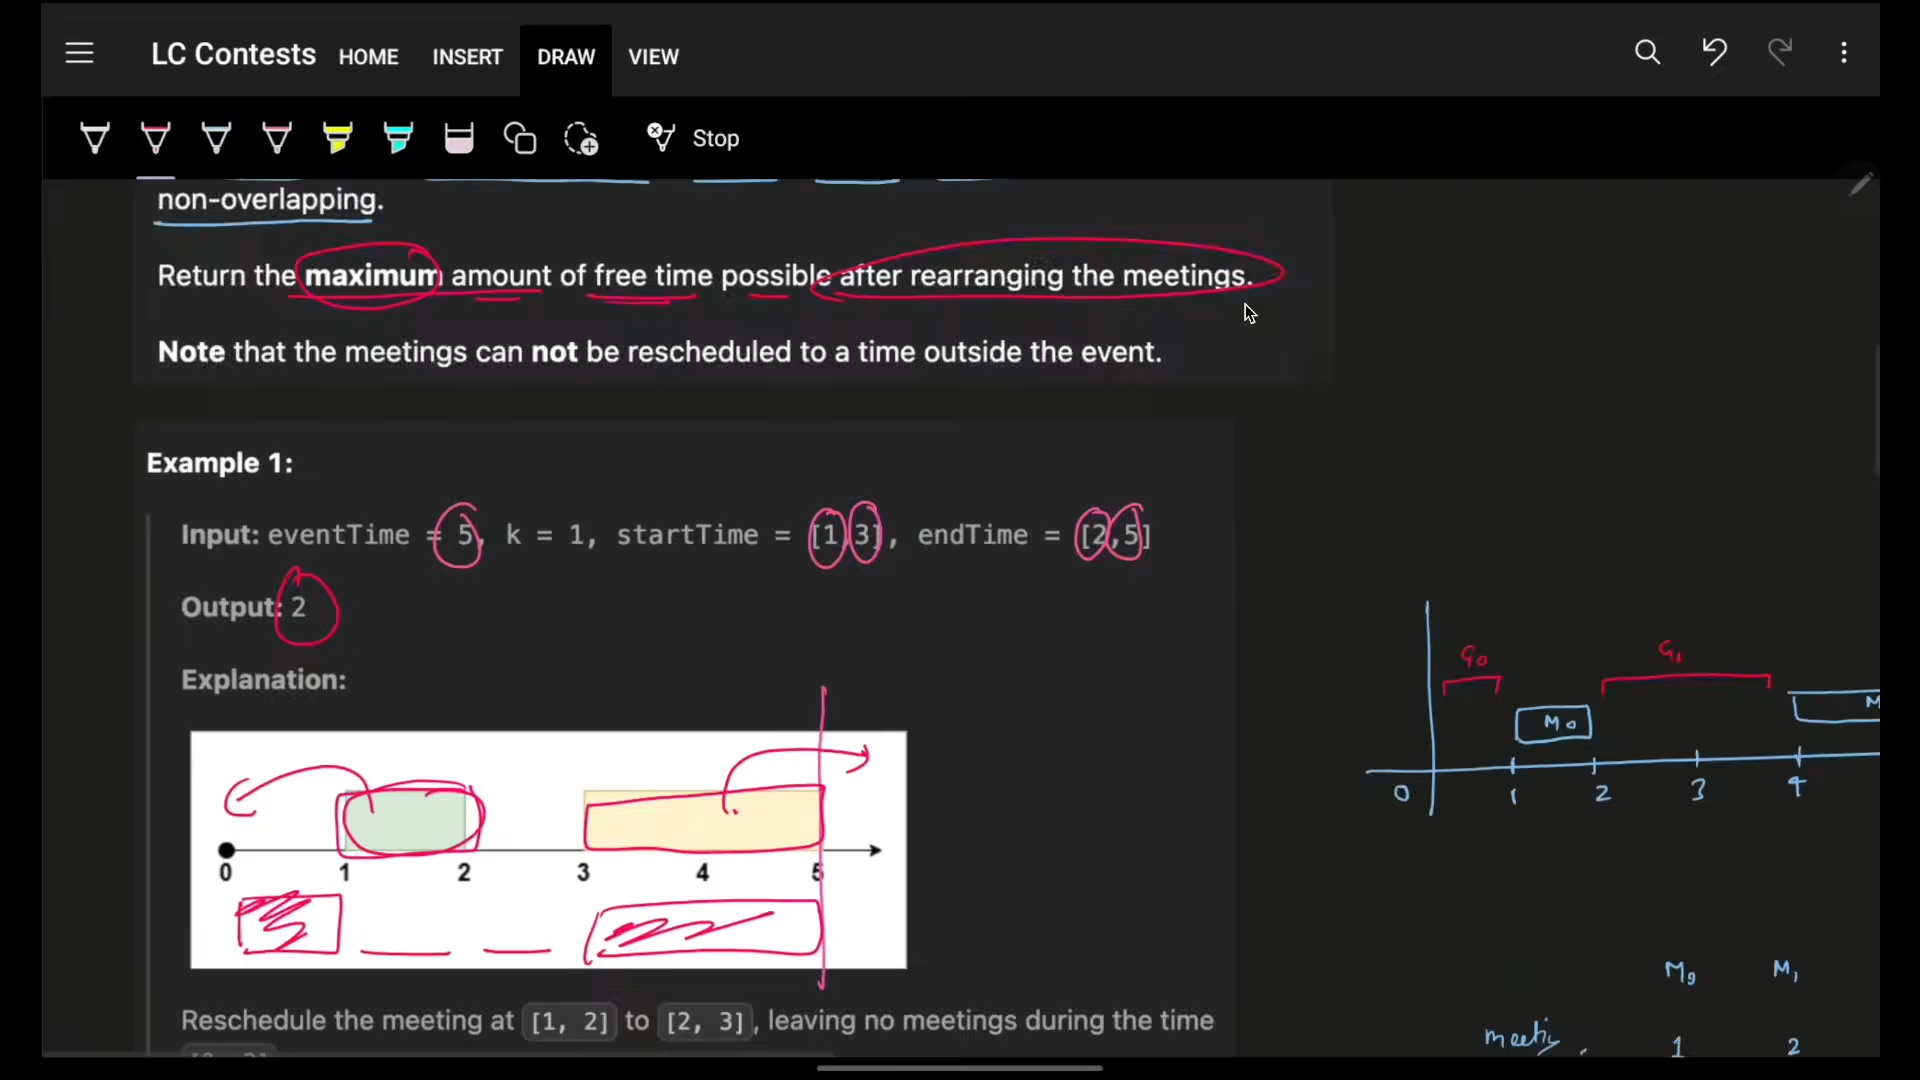 LC Contests HOME INSERT DRAW VIEW
Stop
non-overlapping.
Return the maximum amount of free time possible after rearranging the meetings.
Note that the meetings can not be rescheduled to a time outside the event.
Example 1:
Input: eventTime = 5, k = 1, startTime = [1,3], endTime = [2,5]
Output: 2
Explanation:
0 1 2 3 4 5
Reschedule the meeting at [1, 2] to [2, 3], leaving no meetings during the time
G0 G1
M0 M
0 1 2 3 4
M1
1 2